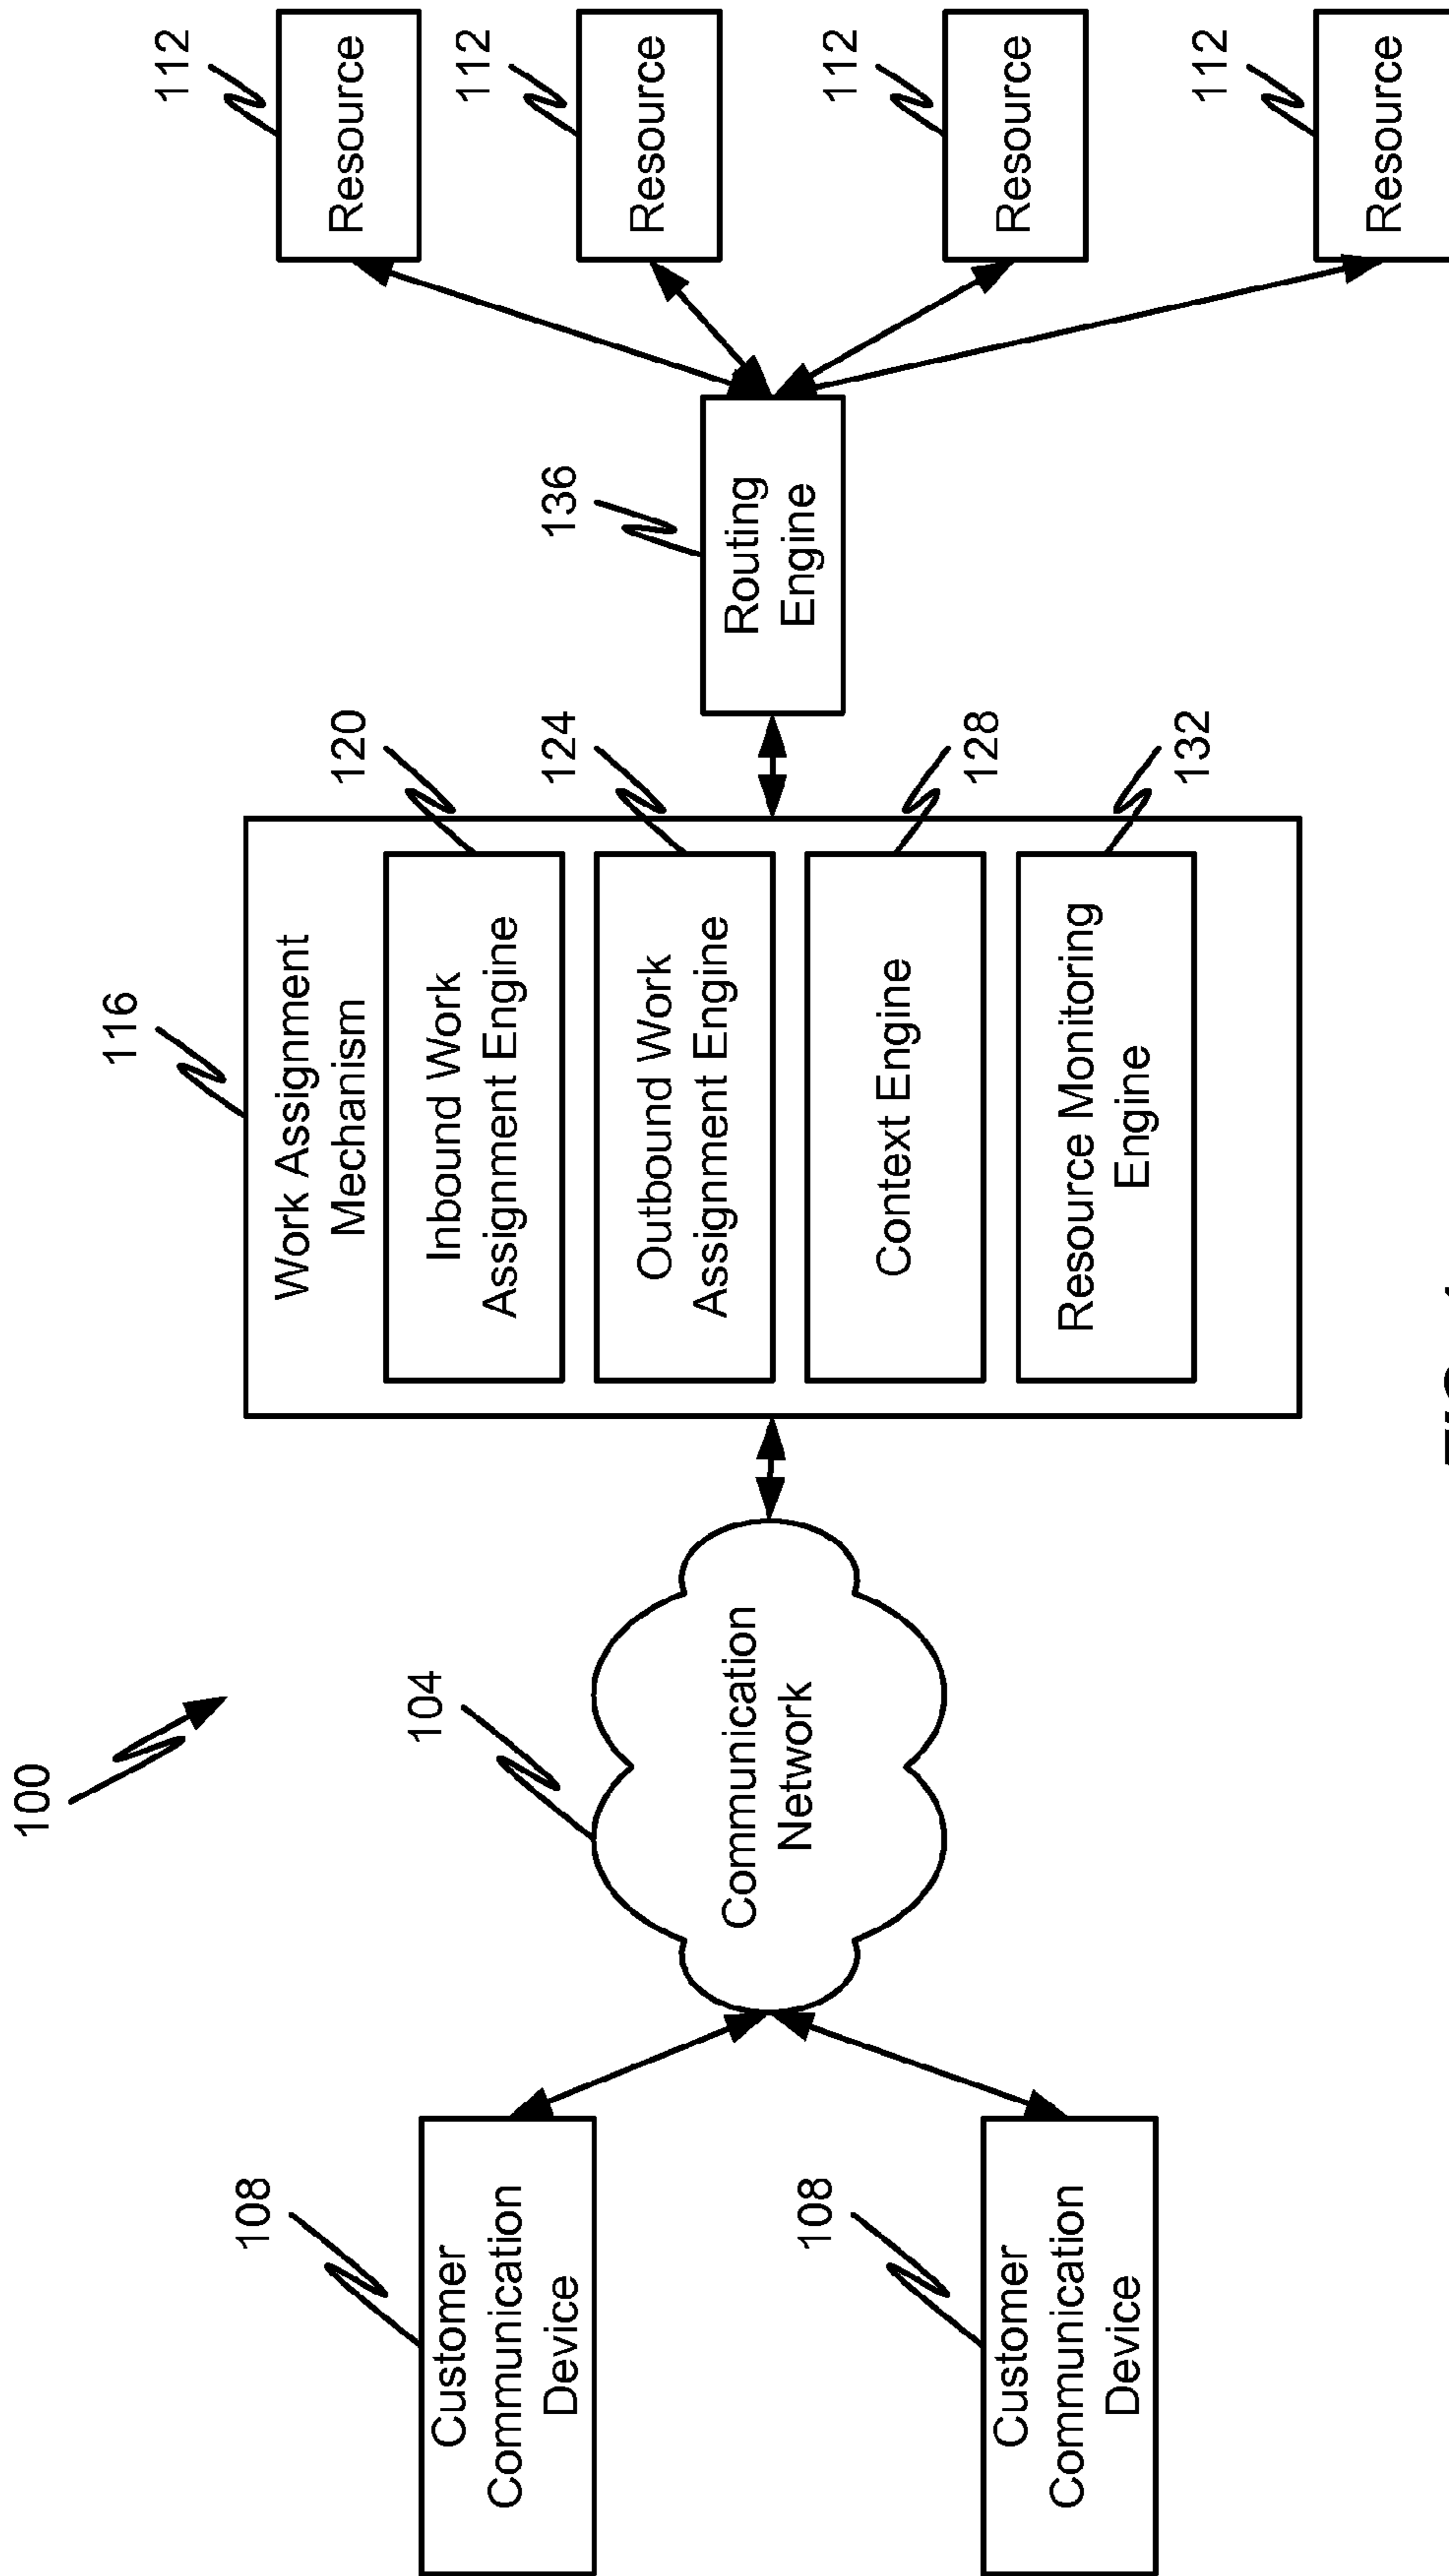 100
108
Customer
Communication
Device
108
Customer
Communication
Device
104
Communication
Network
116
Work Assignment
Mechanism
120
Inbound Work
Assignment Engine
124
Outbound Work
Assignment Engine
Context Engine
128
Resource Monitoring
Engine
132
136
Routing
Engine
112
Resource
112
Resource
112
Resource
112
Resource